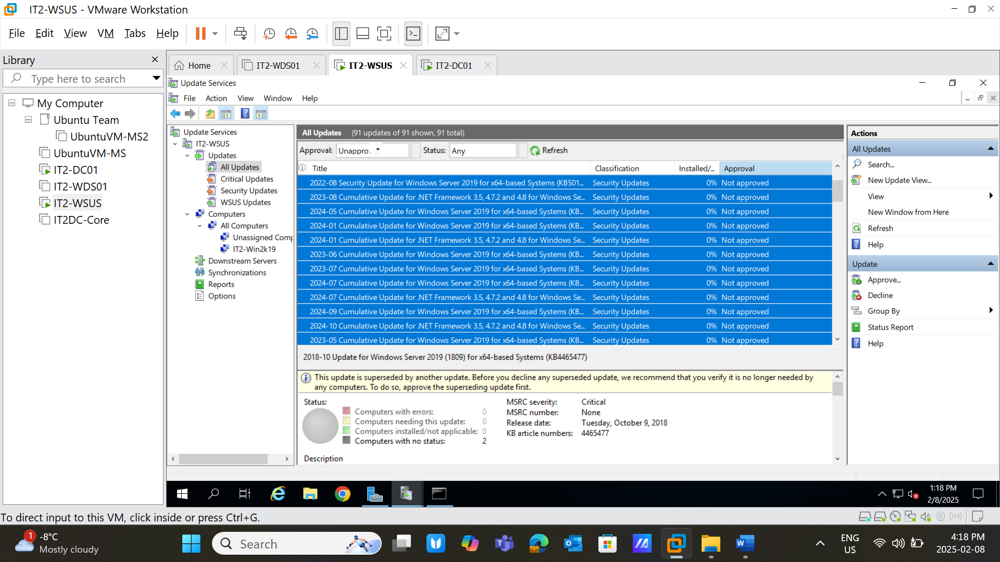 IT2-WSUS - VMware Workstation
File Edit View VM Tabs Help
Library
Type here to search
My Computer
Ubuntu Team
UbuntuVM-MS2
UbuntuVM-MS
IT2-DC01
IT2-WDS01
IT2-WSUS
IT2DC-Core
Home
IT2-WDS01
IT2-WSUS
IT2-DC01
Update Services
File Action View Window Help
Update Services
IT2-WSUS
Updates
All Updates
Critical Updates
Security Updates
WSUS Updates
Computers
All Computers
Unassigned Comp
IT2-Win2k19
Downstream Servers
Synchronizations
Reports
Options
All Updates (91 updates of 91 shown, 91 total)
Approval: Unappro. Status: Any Refresh
Title Classification Installed/... Approval
2022-08 Security Update for Windows Server 2019 for x64-based Systems (KB501... Security Updates 0% Not approved
2023-08 Cumulative Update for .NET Framework 3.5, 4.7.2 and 4.8 for Windows Se... Security Updates 0% Not approved
2024-05 Cumulative Update for Windows Server 2019 for x64-based Systems (KB... Security Updates 0% Not approved
2024-01 Cumulative Update for Windows Server 2019 for x64-based Systems (KB... Security Updates 0% Not approved
2024-01 Cumulative Update for .NET Framework 3.5, 4.7.2 and 4.8 for Windows Se... Security Updates 0% Not approved
2023-06 Cumulative Update for Windows Server 2019 for x64-based Systems (KB... Security Updates 0% Not approved
2023-07 Cumulative Update for Windows Server 2019 for x64-based Systems (KB... Security Updates 0% Not approved
2024-07 Cumulative Update for Windows Server 2019 for x64-based Systems (KB... Security Updates 0% Not approved
2024-07 Cumulative Update for .NET Framework 3.5, 4.7.2 and 4.8 for Windows Se... Security Updates 0% Not approved
2024-09 Cumulative Update for Windows Server 2019 for x64-based Systems (KB... Security Updates 0% Not approved
2024-10 Cumulative Update for .NET Framework 3.5, 4.7.2 and 4.8 for Windows Se... Security Updates 0% Not approved
2023-05 Cumulative Update for Windows Server 2019 for x64-based Systems (KB... Security Updates 0% Not approved
2018-10 Update for Windows Server 2019 (1809) for x64-based Systems (KB4465477)
This update is superseded by another update. Before you decline any superseded update, we recommend that you verify it is no longer needed by
any computers. To do so, approve the superseding update first.
Status:
Computers with errors: 0
Computers needing this update: 0
Computers installed/not applicable: 0
Computers with no status: 2
MSRC severity: Critical
MSRC number: None
Release date: Tuesday, October 9, 2018
KB article numbers: 4465477
Description
Actions
All Updates
Search...
New Update View...
View
New Window from Here
Refresh
Help
Update
Approve...
Decline
Group By
Status Report
Help
1:18 PM
2/8/2025
To direct input to this VM, click inside or press Ctrl+G.
1
-8°C
Mostly cloudy
Search
ENG
US
4:18 PM
2025-02-08